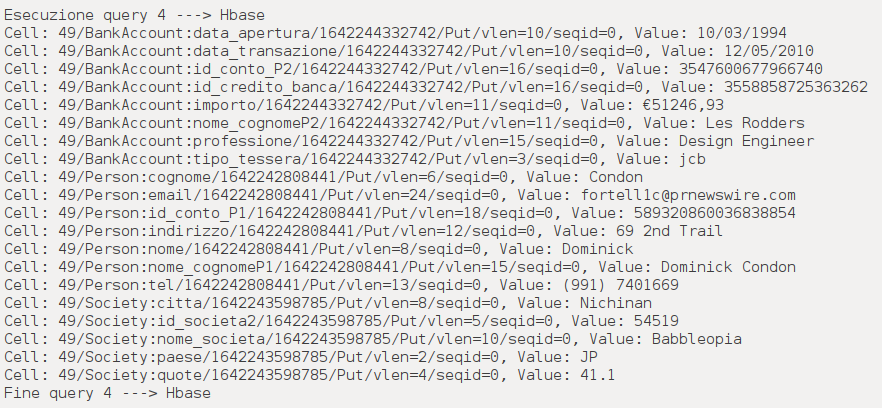 Esecuzione query 4 ---> Hbase
Cell: 49/BankAccount:data_apertura/1642244332742/Put/vlen=10/seqid=0, Value: 10/03/1994
Cell: 49/BankAccount:data_transazione/1642244332742/Put/vlen=10/seqid=0, Value: 12/05/2010
Cell: 49/BankAccount:id_conto_P2/1642244332742/Put/vlen=16/seqid=0, Value: 3547600677966740
Cell: 49/BankAccount:id_credito_banca/1642244332742/Put/vlen=16/seqid=0, Value: 3558858725363262
Cell: 49/BankAccount:importo/1642244332742/Put/vlen=11/seqid=0, Value: €51246,93
Cell: 49/BankAccount:nome_cognomeP2/1642244332742/Put/vlen=11/seqid=0, Value: Les Rodders
Cell: 49/BankAccount:professione/1642244332742/Put/vlen=15/seqid=0, Value: Design Engineer
Cell: 49/BankAccount:tipo_tessera/1642244332742/Put/vlen=3/seqid=0, Value: jcb
Cell: 49/Person:cognome/1642242808441/Put/vlen=6/seqid=0, Value: Condon
Cell: 49/Person:email/1642242808441/Put/vlen=24/seqid=0, Value: fortell1c@prnewswire.com
Cell: 49/Person:id_conto_P1/1642242808441/Put/vlen=18/seqid=0, Value: 589320860036838854
Cell: 49/Person:indirizzo/1642242808441/Put/vlen=12/seqid=0, Value: 69 2nd Trail
Cell: 49/Person:nome/1642242808441/Put/vlen=8/seqid=0, Value: Dominick
Cell: 49/Person:nome_cognomeP1/1642242808441/Put/vlen=15/seqid=0, Value: Dominick Condon
Cell: 49/Person:tel/1642242808441/Put/vlen=13/seqid=0, Value: (991) 7401669
Cell: 49/Society:citta/1642243598785/Put/vlen=8/seqid=0, Value: Nichinan
Cell: 49/Society:id_societa2/1642243598785/Put/vlen=5/seqid=0, Value: 54519
Cell: 49/Society:nome_societa/1642243598785/Put/vlen=10/seqid=0, Value: Babbleopia
Cell: 49/Society:paese/1642243598785/Put/vlen=2/seqid=0, Value: JP
Cell: 49/Society:quote/1642243598785/Put/vlen=4/seqid=0, Value: 41.1
Fine query 4 ---> Hbase